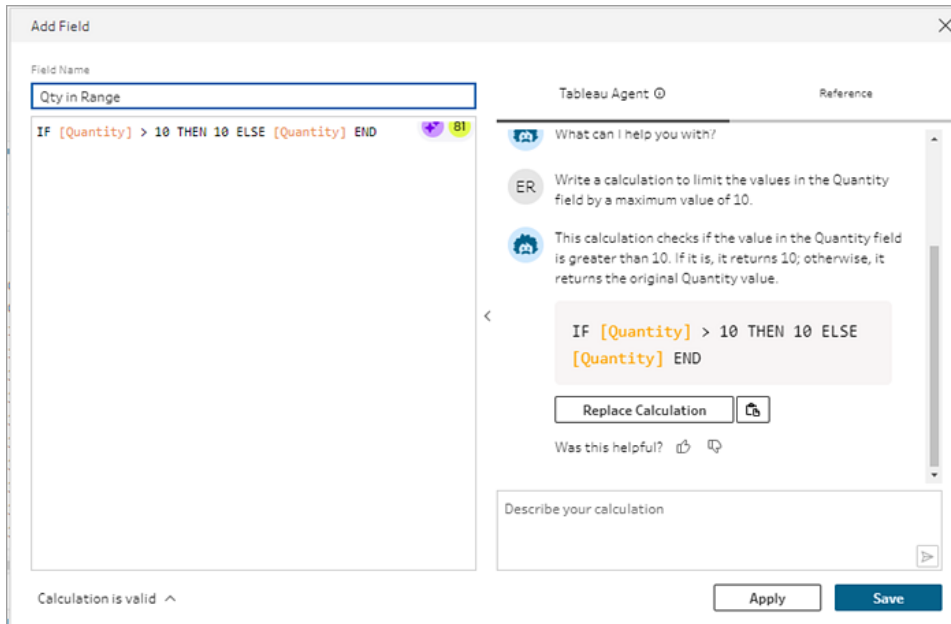 Add Field
Field Name
Qty in Range
IF [Quantity] > 10 THEN 10 ELSE [Quantity] END
81
Tableau Agent
Reference
What can I help you with?
ER
Write a calculation to limit the values in the Quantity
field by a maximum value of 10.
This calculation checks if the value in the Quantity field
is greater than 10. If it is, it returns 10; otherwise, it
returns the original Quantity value.
IF [Quantity] > 10 THEN 10 ELSE
[Quantity] END
Replace Calculation
Was this helpful?
Describe your calculation
Calculation is valid
Apply
Save